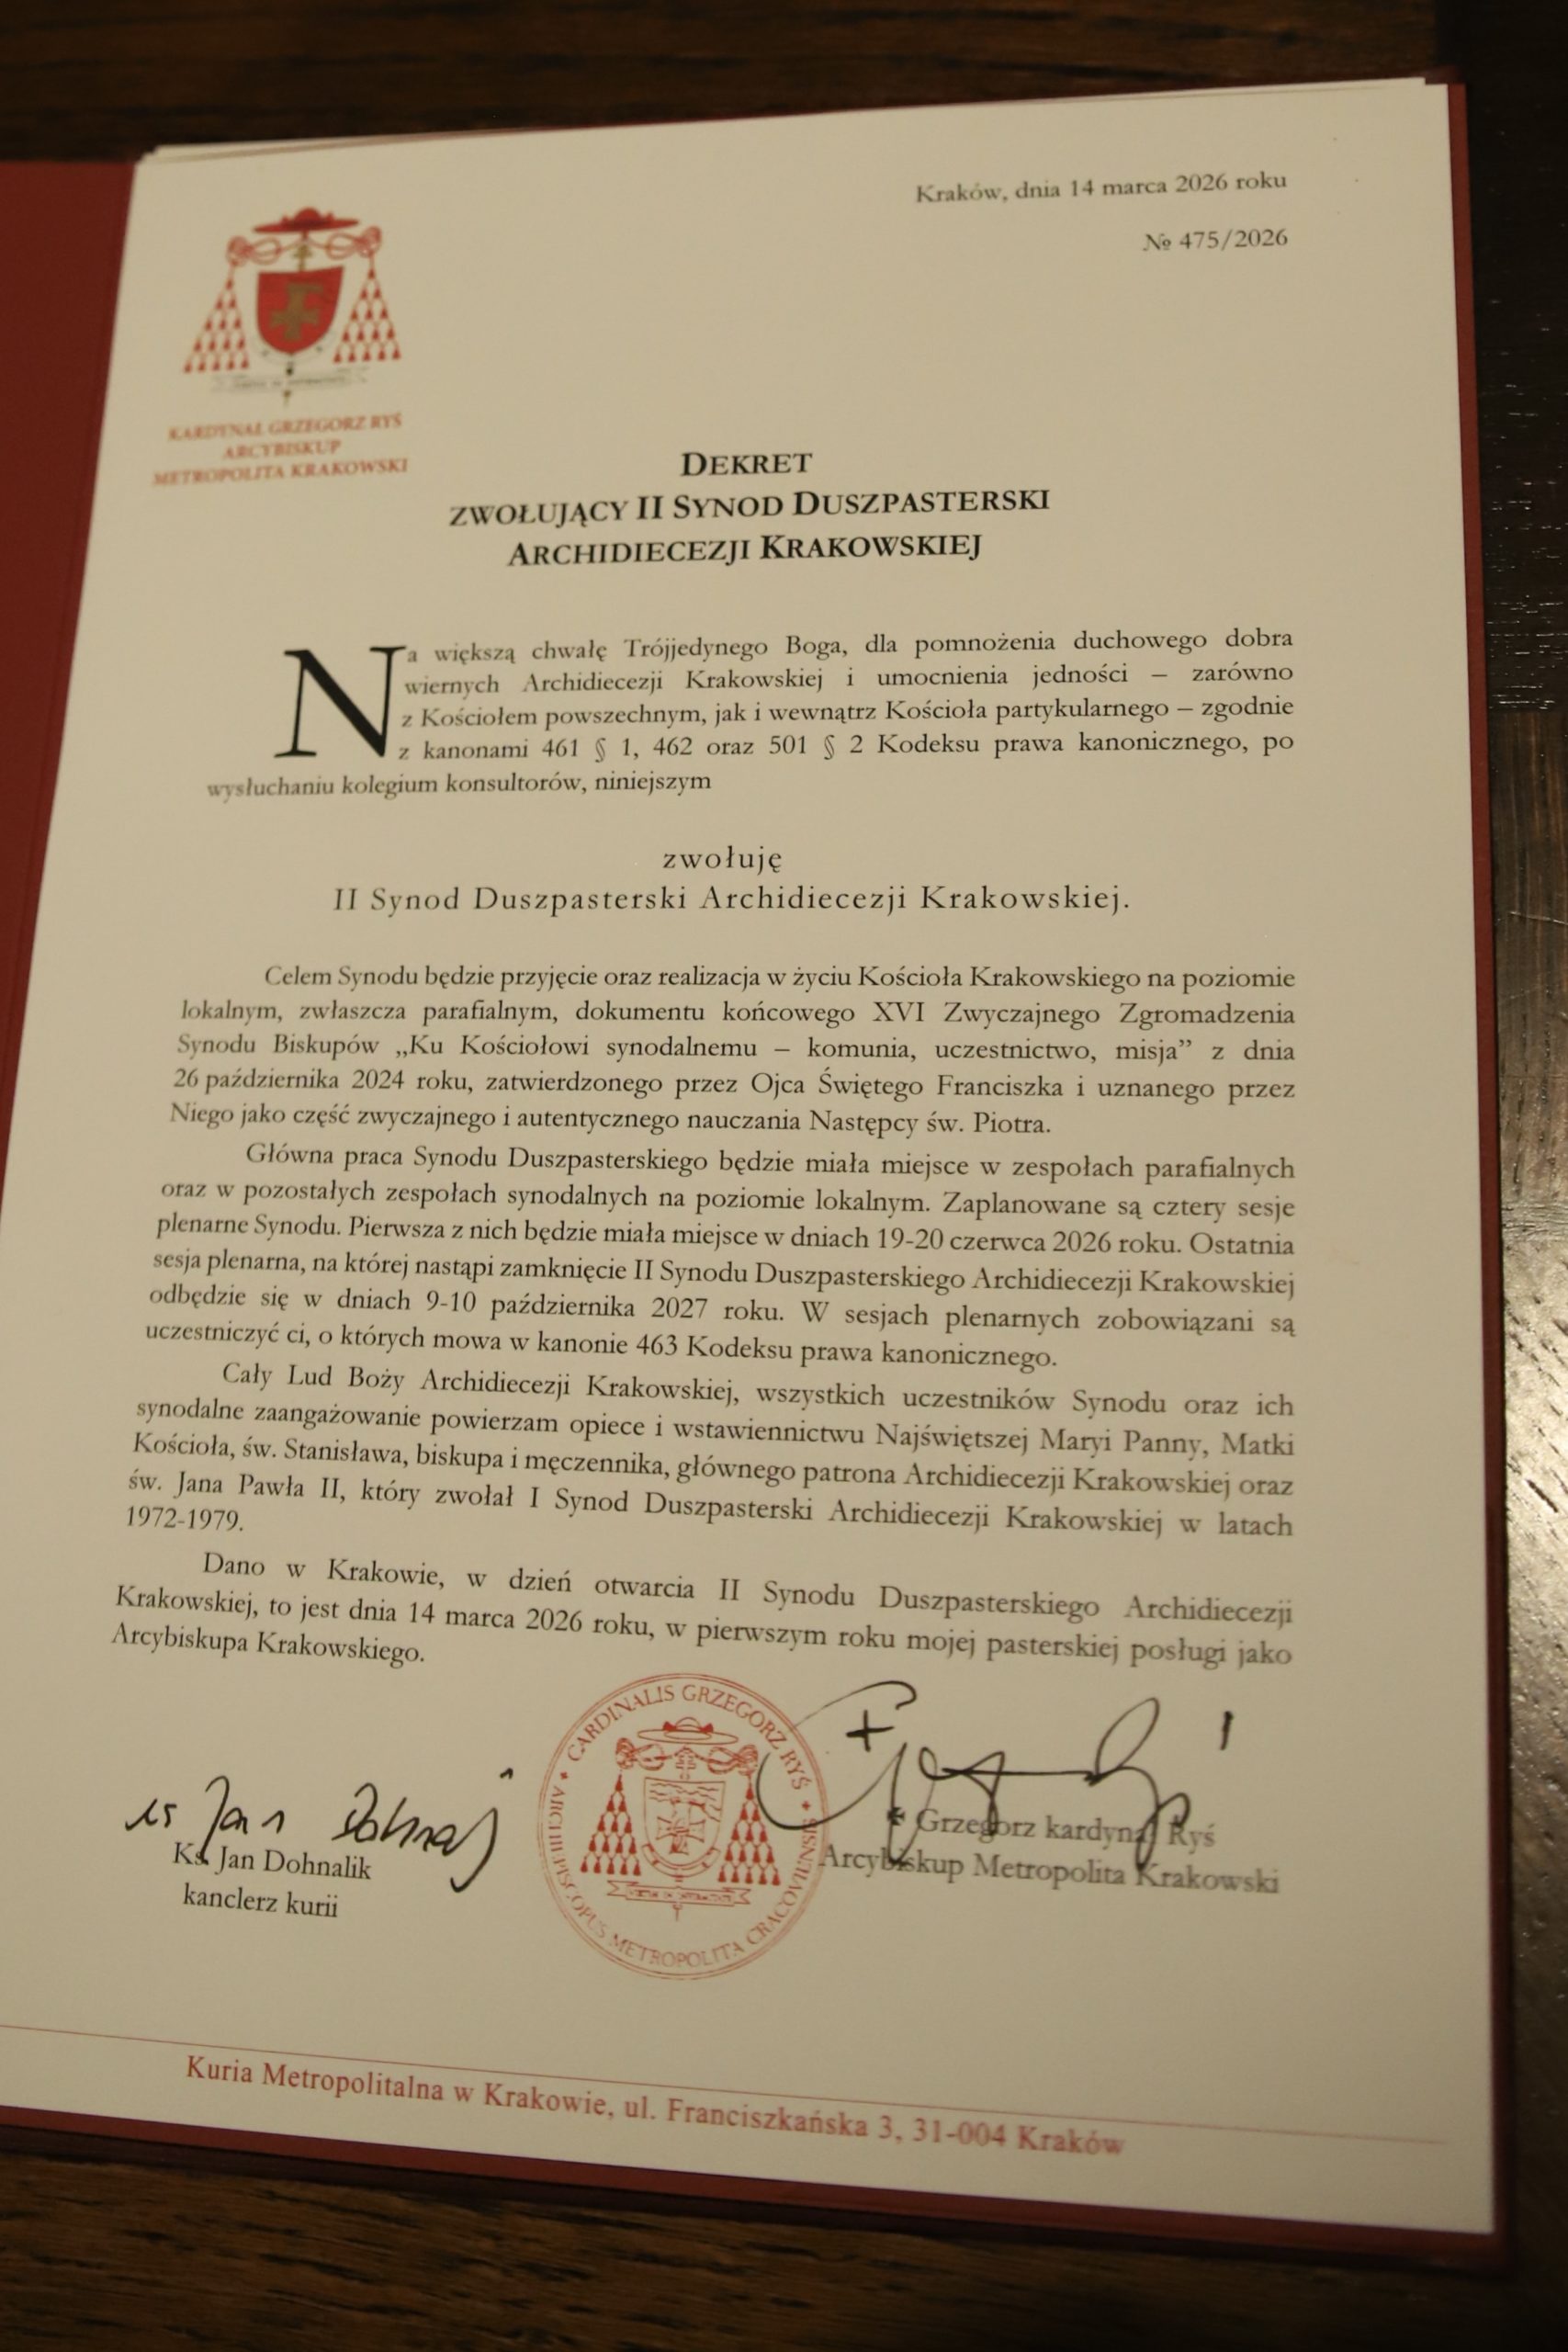 Kraków, dnia 14 marca 2026 roku
№ 475/2026
KARDYNAŁ GRZEGORZ RYŚ
ARCYBISKUP
METROPOLITA KRAKOWSKI
DEKRET
ZWOŁUJĄCY II SYNOD DUSZPASTERSKI
ARCHIDIECEZJI KRAKOWSKIEJ
Na większą chwałę Trójjedynego Boga, dla pomnożenia duchowego dobra
wiernych Archidiecezji Krakowskiej i umocnienia jedności – zarówno
z Kościołem powszechnym, jak i wewnątrz Kościoła partykularnego – zgodnie
z kanonami 461 § 1, 462 oraz 501 § 2 Kodeksu prawa kanonicznego, po
wysłuchaniu kolegium konsultorów, niniejszym
zwołuję
II Synod Duszpasterski Archidiecezji Krakowskiej.
Celem Synodu będzie przyjęcie oraz realizacja w życiu Kościoła Krakowskiego na poziomie
lokalnym, zwłaszcza parafialnym, dokumentu końcowego XVI Zwyczajnego Zgromadzenia
Synodu Biskupów „Ku Kościołowi synodalnemu – komunia, uczestnictwo, misja” z dnia
26 października 2024 roku, zatwierdzonego przez Ojca Świętego Franciszka i uznanego przez
Niego jako część zwyczajnego i autentycznego nauczania Następcy św. Piotra.
Główna praca Synodu Duszpasterskiego będzie miała miejsce w zespołach parafialnych
oraz w pozostałych zespołach synodalnych na poziomie lokalnym. Zaplanowane są cztery sesje
plenarne Synodu. Pierwsza z nich będzie miała miejsce w dniach 19-20 czerwca 2026 roku. Ostatnia
sesja plenarna, na której nastąpi zamknięcie II Synodu Duszpasterskiego Archidiecezji Krakowskiej
odbędzie się w dniach 9-10 października 2027 roku. W sesjach plenarnych zobowiązani są
uczestniczyć ci, o których mowa w kanonie 463 Kodeksu prawa kanonicznego.
Cały Lud Boży Archidiecezji Krakowskiej, wszystkich uczestników Synodu oraz ich
synodalne zaangażowanie powierzam opiece i wstawiennictwu Najświętszej Maryi Panny, Matki
Kościoła, św. Stanisława, biskupa i męczennika, głównego patrona Archidiecezji Krakowskiej oraz
św. Jana Pawła II, który zwołał I Synod Duszpasterski Archidiecezji Krakowskiej w latach
1972-1979.
Dano w Krakowie, w dzień otwarcia II Synodu Duszpasterskiego Archidiecezji
Krakowskiej, to jest dnia 14 marca 2026 roku, w pierwszym roku mojej pasterskiej posługi jako
Arcybiskupa Krakowskiego.
CARDINALIS GRZEGORZ RYŚ
ARCHIEPISCOPUS METROPOLITA CRACOVIENSIS
ks Jan Dohnalik
Ks. Jan Dohnalik
kanclerz kurii
Grzegorz kardynał Ryś
Arcybiskup Metropolita Krakowski
Kuria Metropolitalna w Krakowie, ul. Franciszkańska 3, 31-004 Kraków